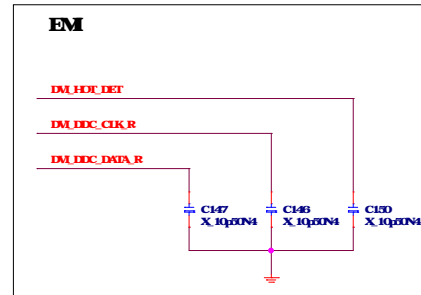 EMI
DVI_HOT_DET
DVI_DDC_CLK_R
DVI_DDC_DATA_R
C147 C146 C150
X_10p50N4 X_10p50N4 X_10p50N4